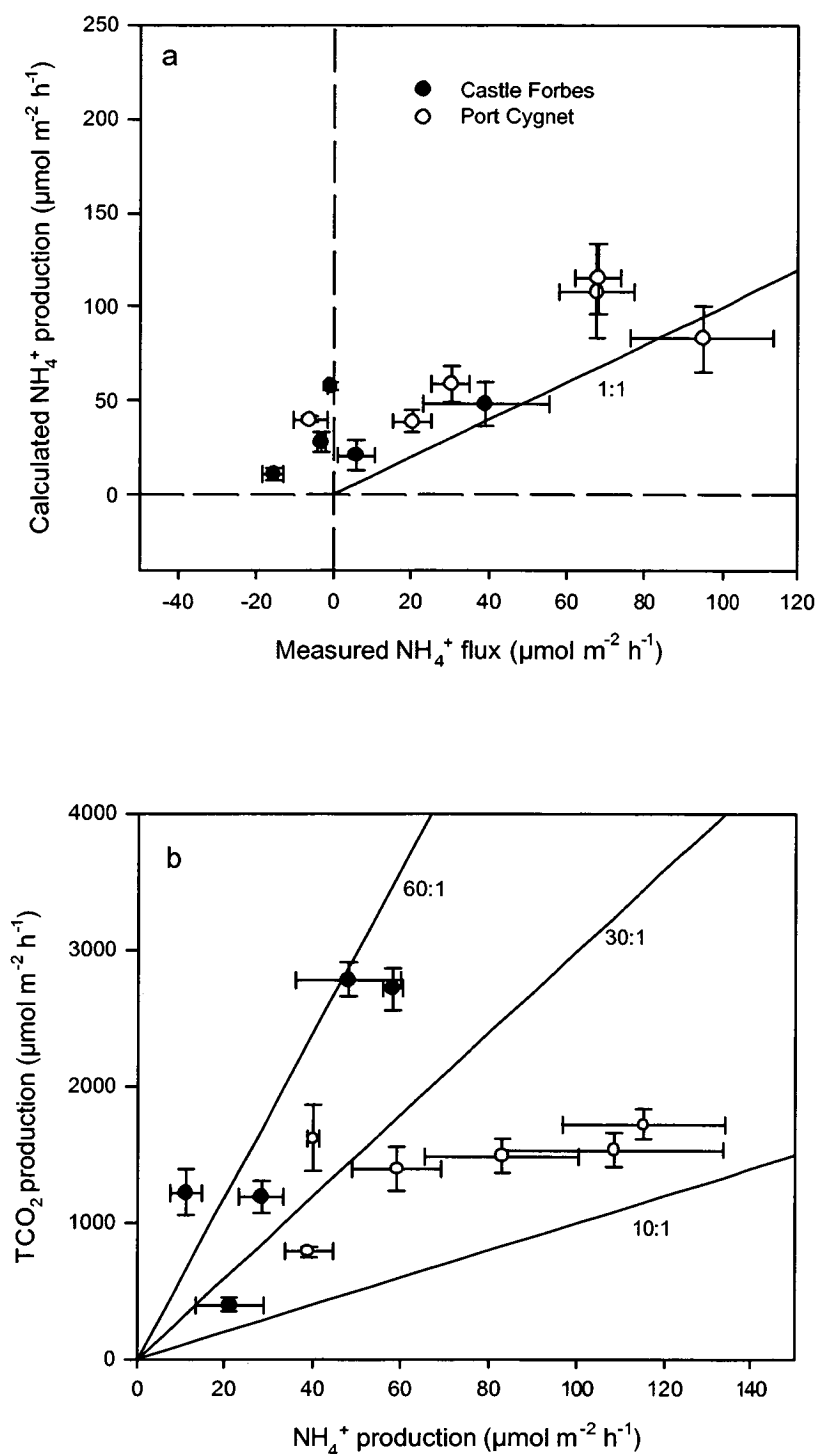 a
Castle Forbes
Port Cygnet
250
200
150
100
50
0
1:1
-40 -20 0 20 40 60 80 100 120
Calculated NH₄⁺ production (µmol m⁻² h⁻¹)
Measured NH₄⁺ flux (µmol m⁻² h⁻¹)
b
4000
3000
2000
1000
0
60:1
30:1
10:1
0 20 40 60 80 100 120 140
TCO₂ production (µmol m⁻² h⁻¹)
NH₄⁺ production (µmol m⁻² h⁻¹)